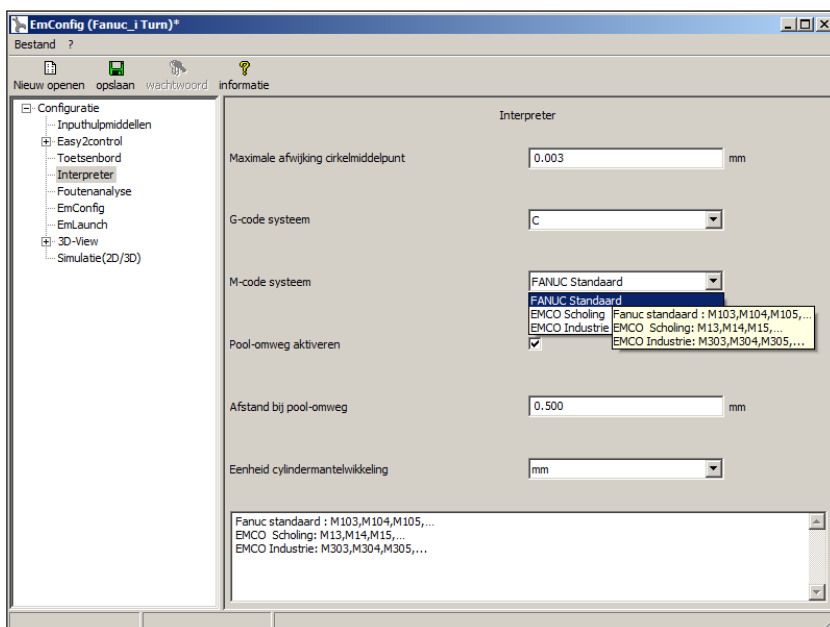 EmConfig (Fanuc_i Turn)*
Bestand ?
Nieuw openen opslaan wachtwoord informatie
Configuratie
Inputhulpmiddellen
Easy2control
Toetsenbord
Interpreter
Foutenanalyse
EmConfig
EmLaunch
3D-View
Simulatie(2D/3D)
Interpreter
Maximale afwijking cirkelmiddelpunt 0.003 mm
G-code systeem C
M-code systeem FANUC Standaard
FANUC Standaard
EMCO Scholing
EMCO Industrie
Fanuc standaard : M103,M104,M105,...
EMCO Scholing: M13,M14,M15,...
EMCO Industrie: M303,M304,M305,...
Pool-omweg aktiveren
Afstand bij pool-omweg 0.500 mm
Eenheid cylindermantelwikkeling mm
Fanuc standaard : M103,M104,M105,...
EMCO Scholing: M13,M14,M15,...
EMCO Industrie: M303,M304,M305,...